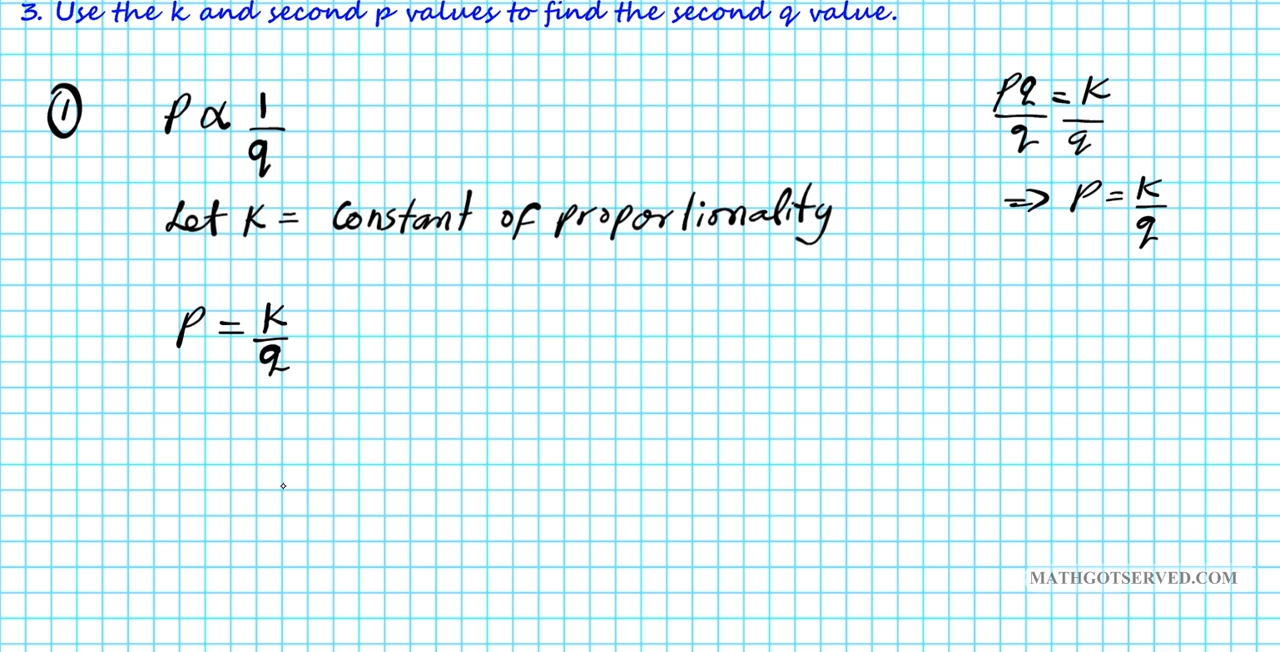 3. Use the k and second p values to find the second q value.
① P ∝ 1/q
Let K = Constant of proportionality
P = K/q
pq/q = K/q
=> P = K/q
MATHGOTSERVED.COM